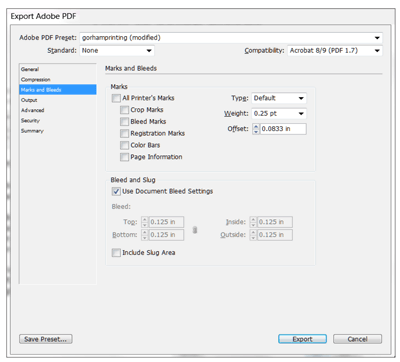 Export Adobe PDF
Adobe PDF Preset: gorhamprinting (modified)
Standard: None Compatibility: Acrobat 8/9 (PDF 1.7)
General
Compression
Marks and Bleeds
Output
Advanced
Security
Summary
Marks and Bleeds
Marks
All Printer's Marks
Crop Marks
Bleed Marks
Registration Marks
Color Bars
Page Information
Type: Default
Weight: 0.25 pt
Offset: 0.0833 in
Bleed and Slug
Use Document Bleed Settings
Bleed:
Top: 0.125 in Inside: 0.125 in
Bottom: 0.125 in Outside: 0.125 in
Include Slug Area
Save Preset... Export Cancel